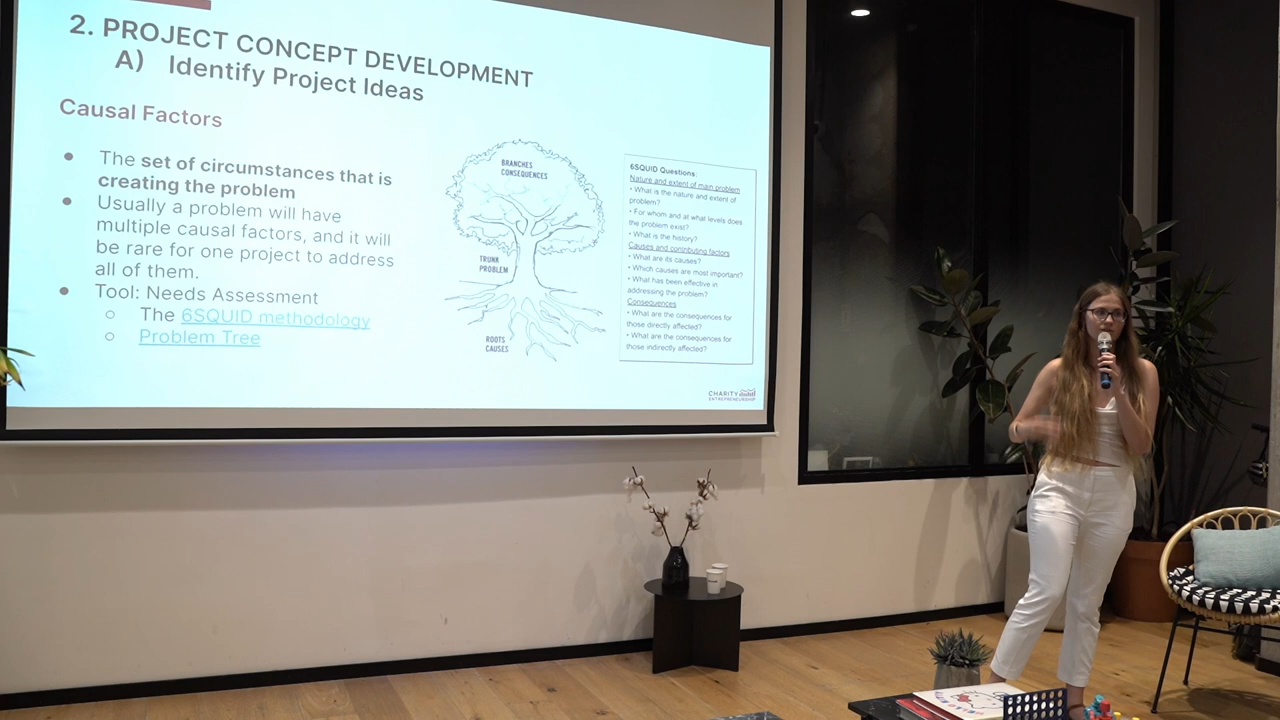 2. PROJECT CONCEPT DEVELOPMENT
A) Identify Project Ideas
Causal Factors
● The set of circumstances that is
creating the problem
● Usually a problem will have
multiple causal factors, and it will
be rare for one project to address
all of them.
● Tool: Needs Assessment
○ The 6SQUID methodology
○ Problem Tree
BRANCHES
CONSEQUENCES
TRUNK
PROBLEM
ROOTS
CAUSES
6SQUID Questions:
Nature and extent of main problem
• What is the nature and extent of
problem?
• For whom and at what levels does
the problem exist?
• What is the history?
Causes and contributing factors
• What are its causes?
• Which causes are most important?
• What has been effective in
addressing the problem?
Consequences
• What are the consequences for
those directly affected?
• What are the consequences for
those indirectly affected?
CHARITY
ENTREPRENEURSHIP